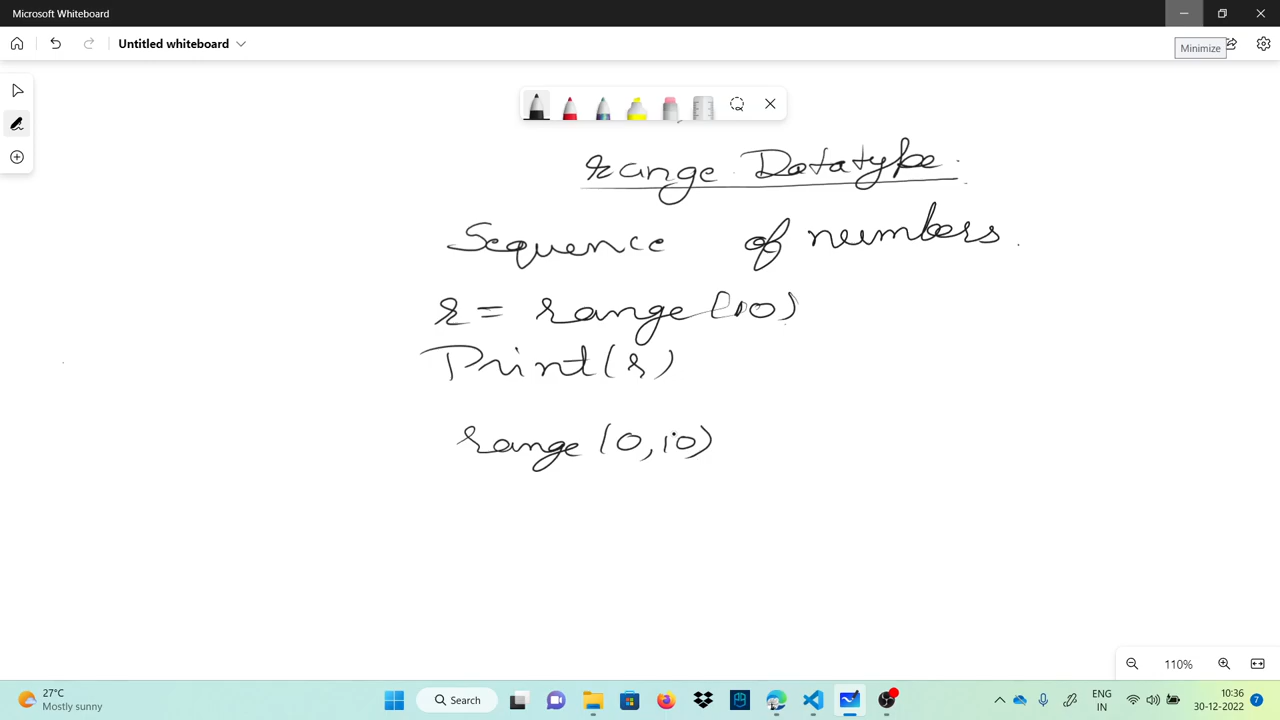 Microsoft Whiteboard
Untitled whiteboard
Minimize
range Datatype.
Sequence of numbers.
r = range(10)
Print(r)
range(0,10)
110%
27°C
Mostly sunny
Search
ENG
IN
10:36
30-12-2022
7